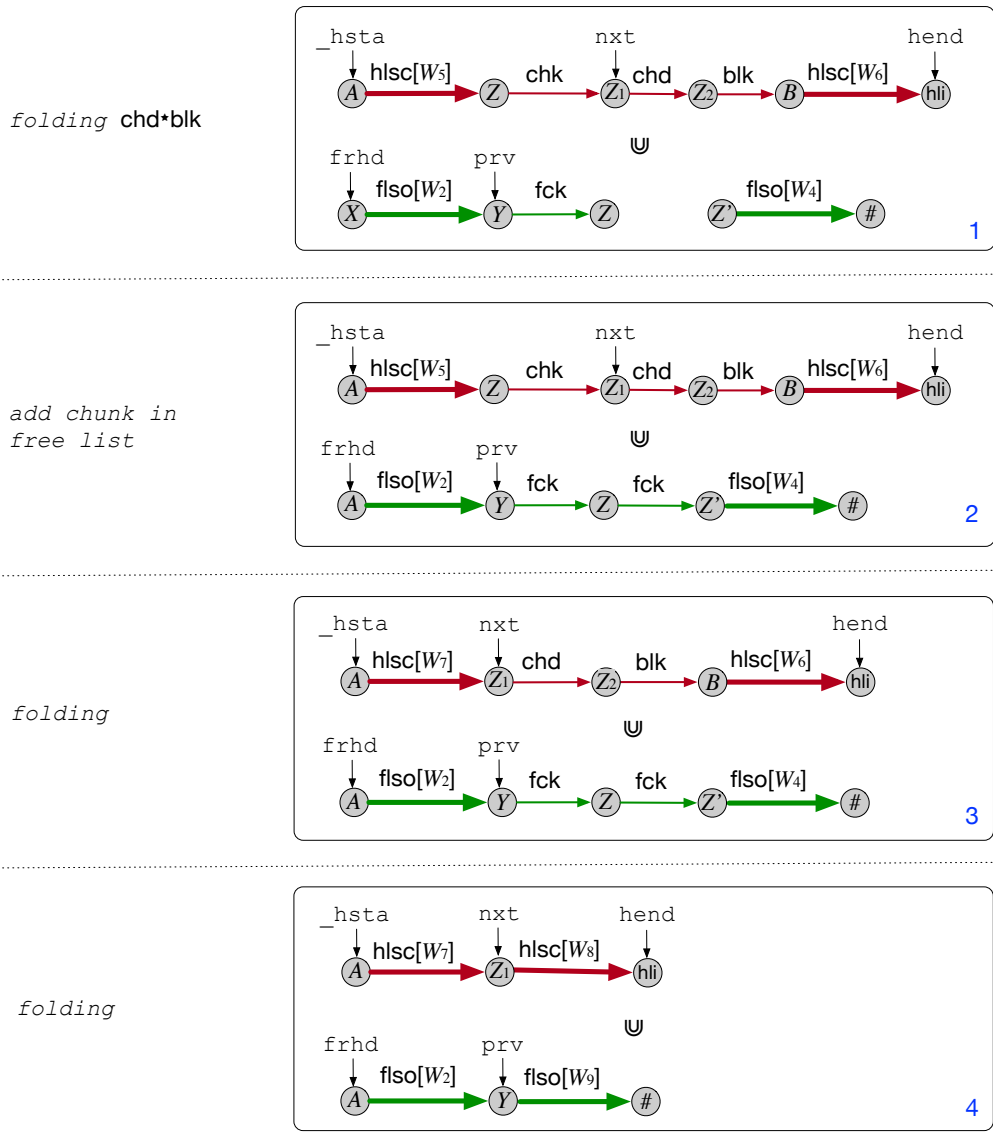 _hsta nxt hend
hlsc[W5] chk chd blk hlsc[W6]
A Z Z1 Z2 B hli
folding chd*blk
⋓
frhd prv
flso[W2] fck flso[W4]
X Y Z Z' #
1
_hsta nxt hend
hlsc[W5] chk chd blk hlsc[W6]
A Z Z1 Z2 B hli
add chunk in
free list
⋓
frhd prv
flso[W2] fck fck flso[W4]
A Y Z Z' #
2
_hsta nxt hend
hlsc[W7] chd blk hlsc[W6]
A Z1 Z2 B hli
folding
⋓
frhd prv
flso[W2] fck fck flso[W4]
A Y Z Z' #
3
_hsta nxt hend
hlsc[W7] hlsc[W8]
A Z1 hli
folding
⋓
frhd prv
flso[W2] flso[W9]
A Y #
4